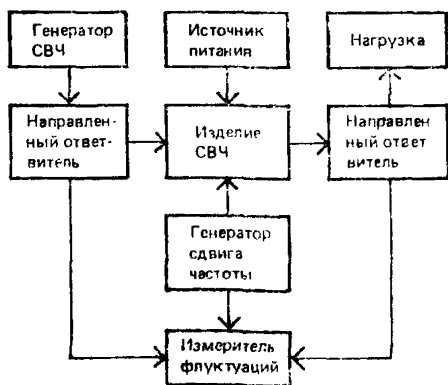 Генератор
СВЧ
Источник
питания
Нагрузка
Направлен-
ный ответ-
витель
Изделие
СВЧ
Направлен
ный ответ
витель
Генератор
сдвига
частоты
Измеритель
флуктуаций